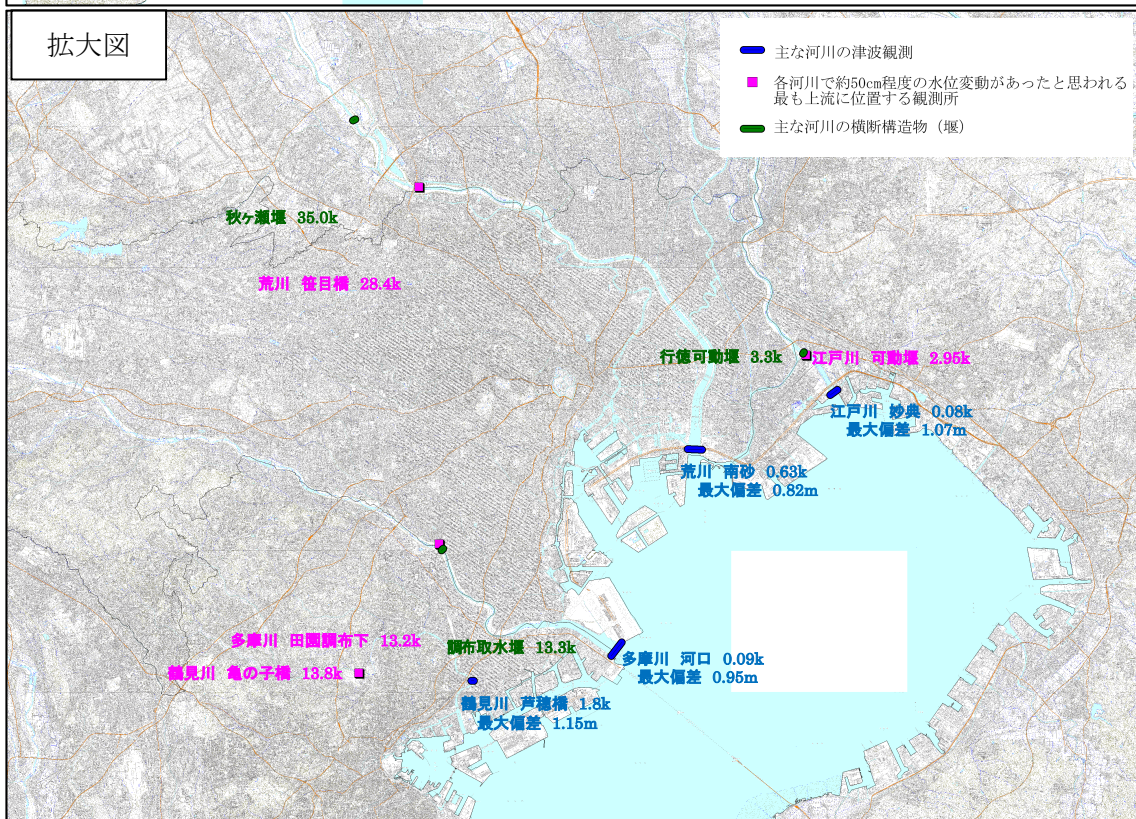 拡大図
主な河川の津波観測
各河川で約50cm程度の水位変動があったと思われる
最も上流に位置する観測所
主な河川の横断構造物（堰）
秋ヶ瀬堰 35.0k
荒川 笹目橋 28.4k
行徳可動堰 3.3k
江戸川 可動堰 2.95k
江戸川 妙典 0.08k
最大偏差 1.07m
荒川 南砂 0.63k
最大偏差 0.82m
多摩川 田園調布下 13.2k
調布取水堰 13.3k
多摩川 河口 0.09k
最大偏差 0.95m
鶴見川 亀の子橋 13.8k
鶴見川 芦穂橋 1.8k
最大偏差 1.15m